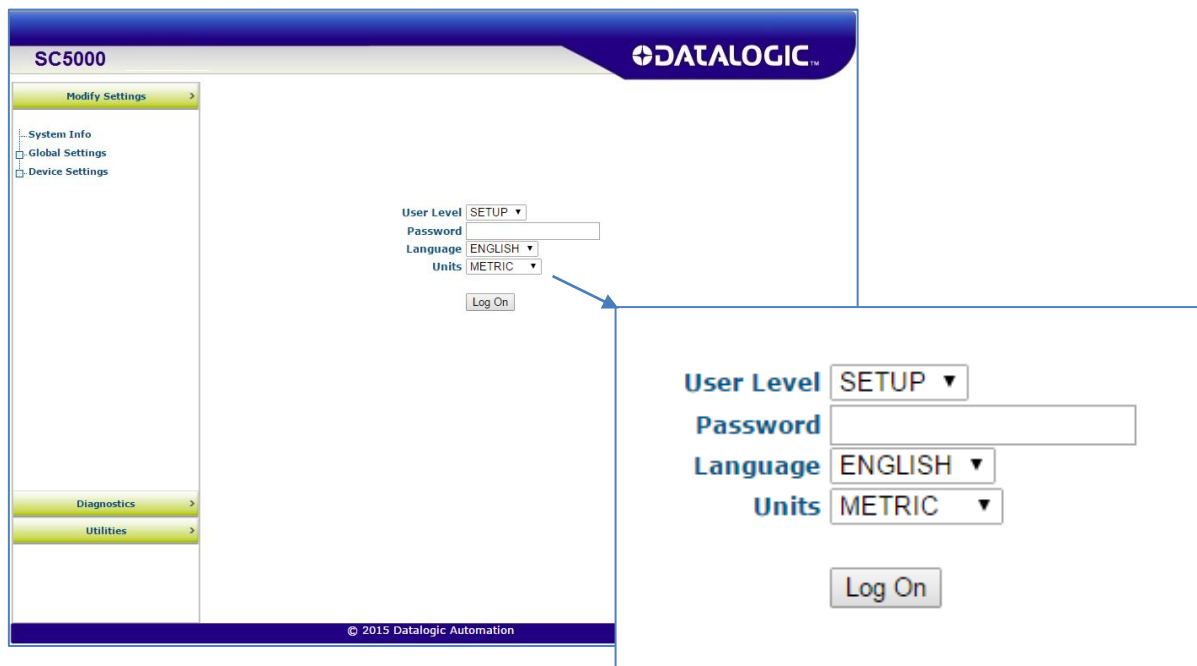 SC5000
DATALOGIC™
Modify Settings >
System Info
Global Settings
Device Settings
User Level SETUP ▼
Password
Language ENGLISH ▼
Units METRIC ▼
Log On
Diagnostics >
Utilities >
© 2015 Datalogic Automation
User Level SETUP ▼
Password
Language ENGLISH ▼
Units METRIC ▼
Log On